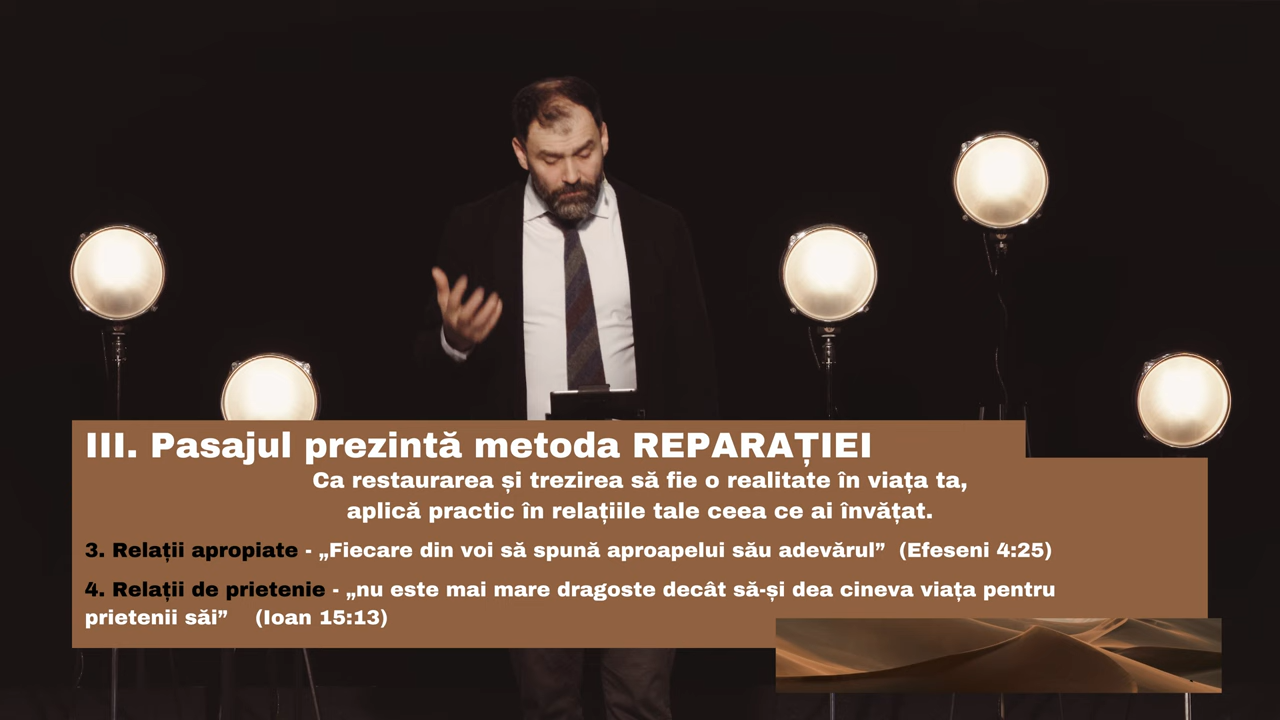 III. Pasajul prezintă metoda REPARAȚIEI
Ca restaurarea și trezirea să fie o realitate în viața ta,
aplică practic în relațiile tale ceea ce ai învățat.
3. Relații apropiate - „Fiecare din voi să spună aproapelui său adevărul” (Efeseni 4:25)
4. Relații de prietenie - „nu este mai mare dragoste decât să-și dea cineva viața pentru
prietenii săi” (Ioan 15:13)